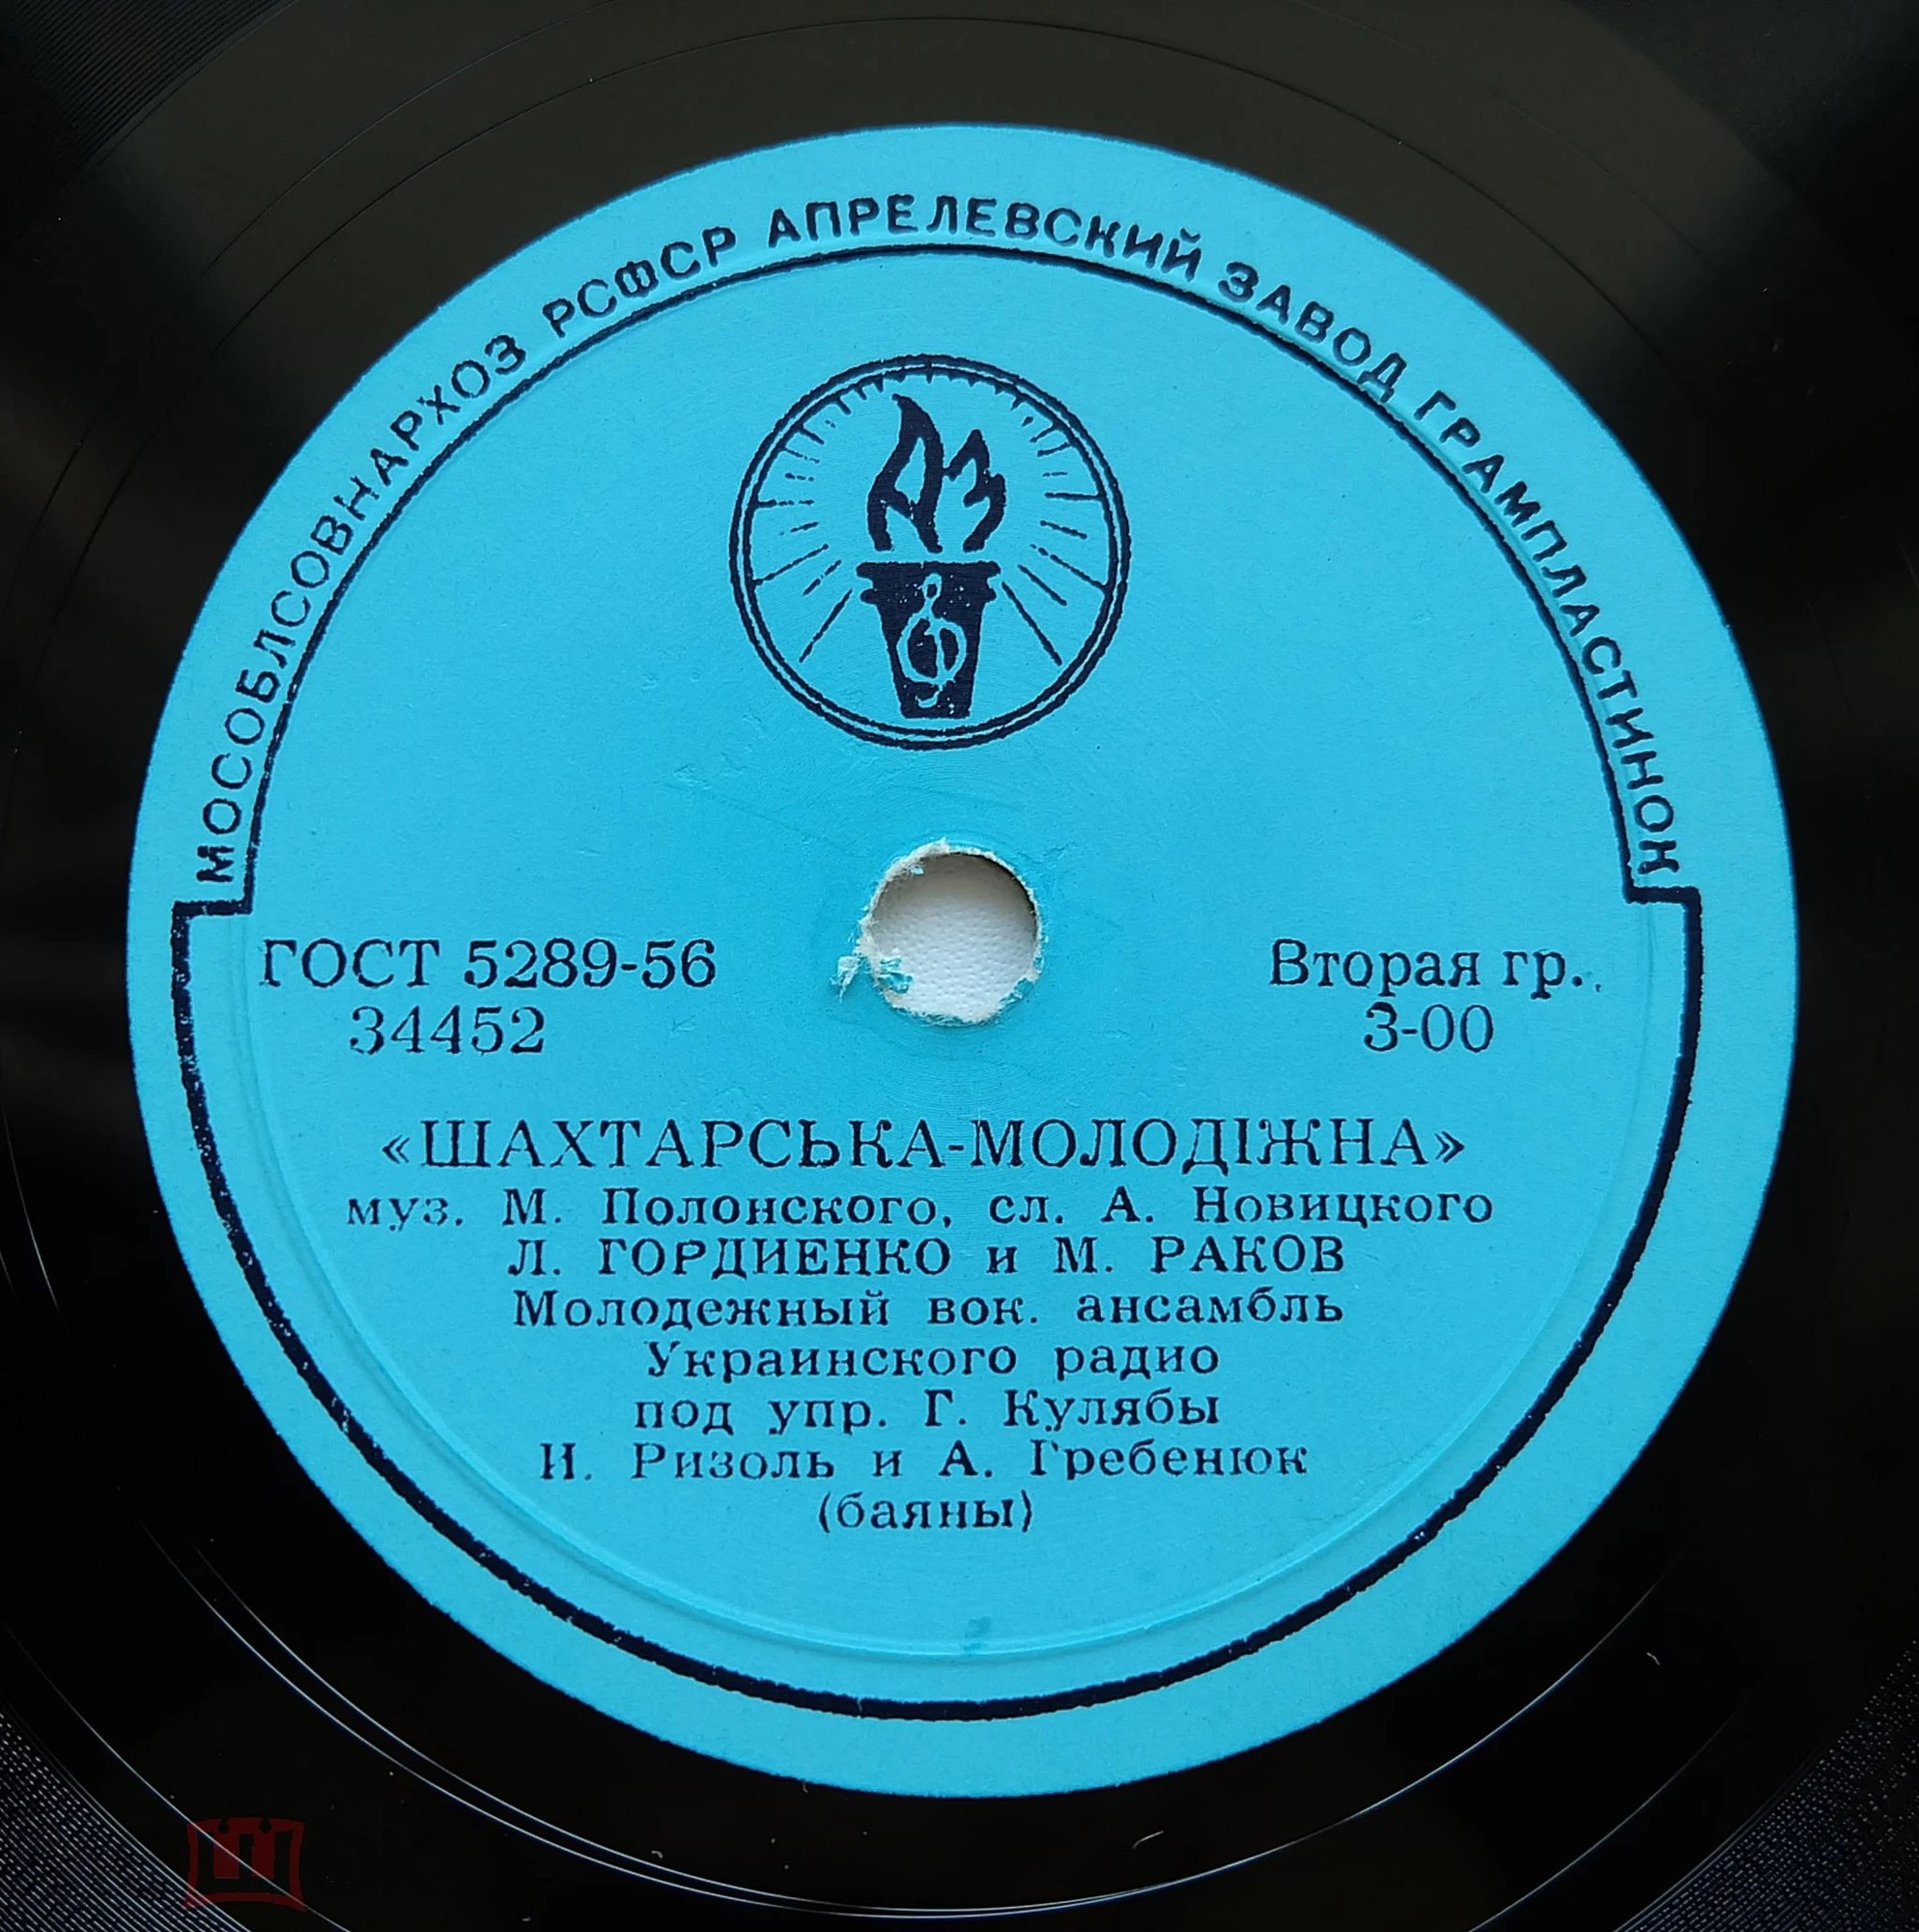 МОСОБЛСОВНАРХОЗ РСФСР АПРЕЛЕВСКИЙ ЗАВОД ГРАМПЛАСТИНОК
АЗ
ГОСТ 5289-56
34452
Вторая гр.
3-00
«ШАХТАРСЬКА-МОЛОДІЖНА»
муз. М. Полонского, сл. А. Новицкого
Л. ГОРДИЕНКО и М. РАКОВ
Молодежный вок. ансамбль
Украинского радио
под упр. Г. Кулябы
И. Ризоль и А. Гребенюк
(баяны)